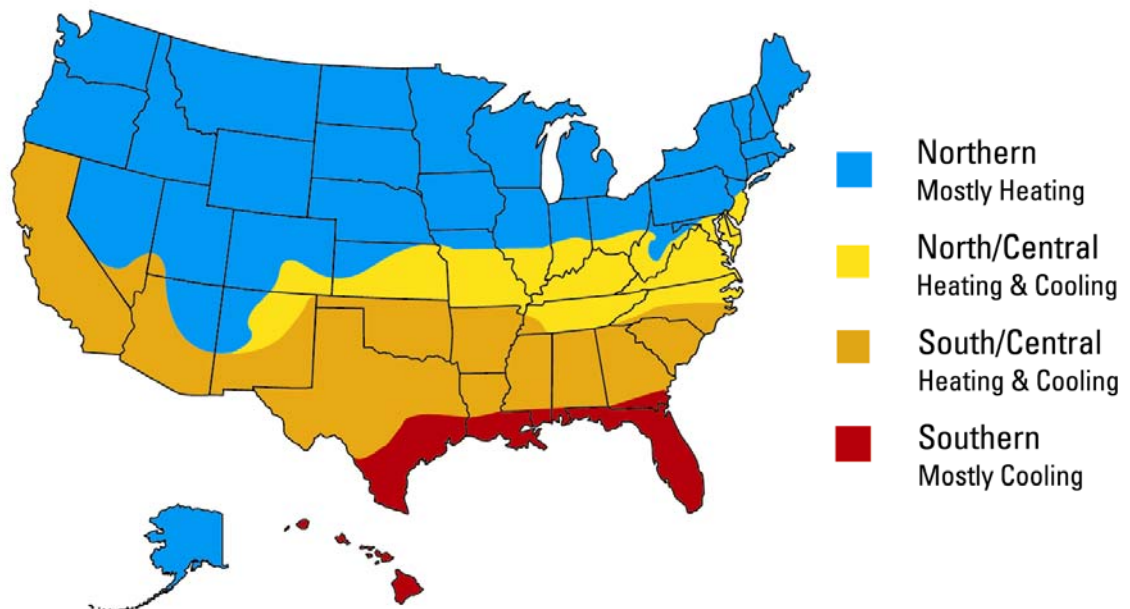 Northern
Mostly Heating
North/Central
Heating & Cooling
South/Central
Heating & Cooling
Southern
Mostly Cooling